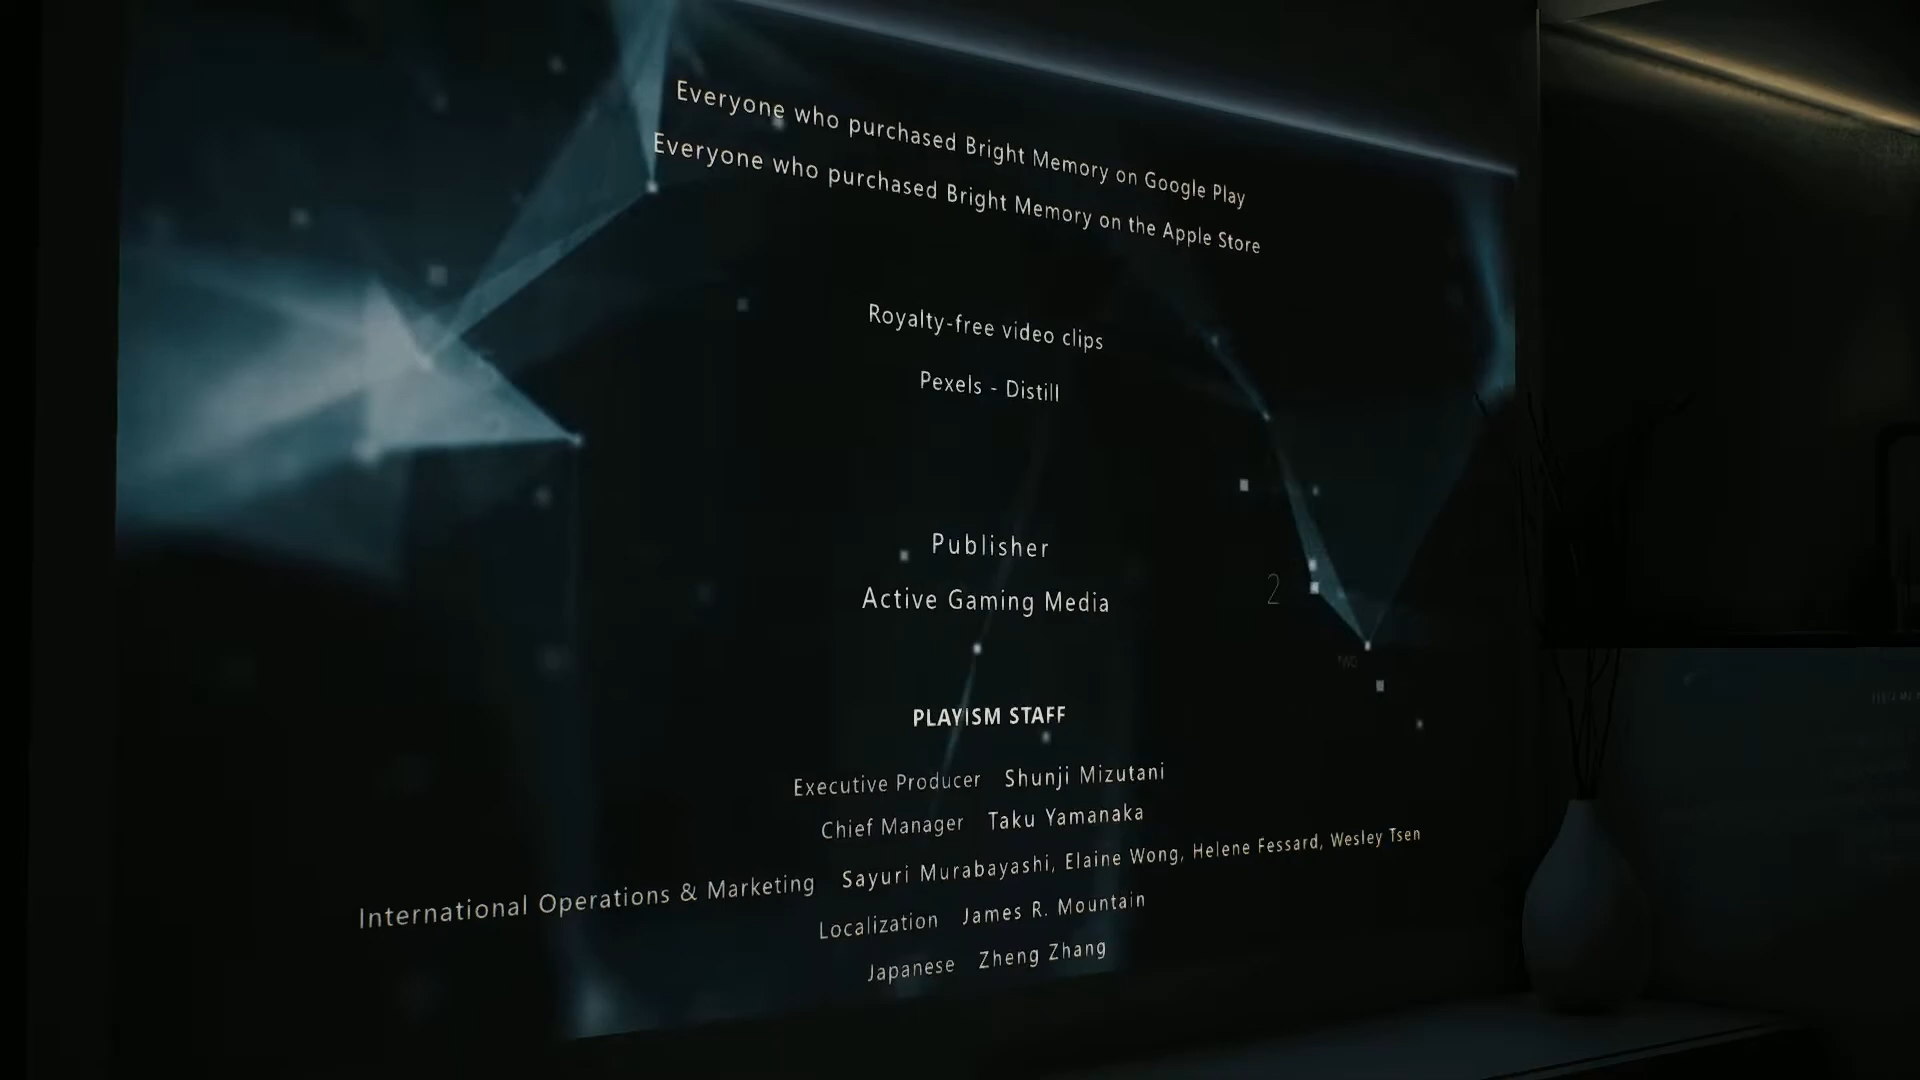 Everyone who purchased Bright Memory on Google Play
Everyone who purchased Bright Memory on the Apple Store
Royalty-free video clips
Pexels - Distill
Publisher
Active Gaming Media
2
TWO
PLAYISM STAFF
Executive Producer Shunji Mizutani
Chief Manager Taku Yamanaka
International Operations & Marketing Sayuri Murabayashi, Elaine Wong, Helene Fessard, Wesley Tsen
Localization James R. Mountain
Japanese Zheng Zhang